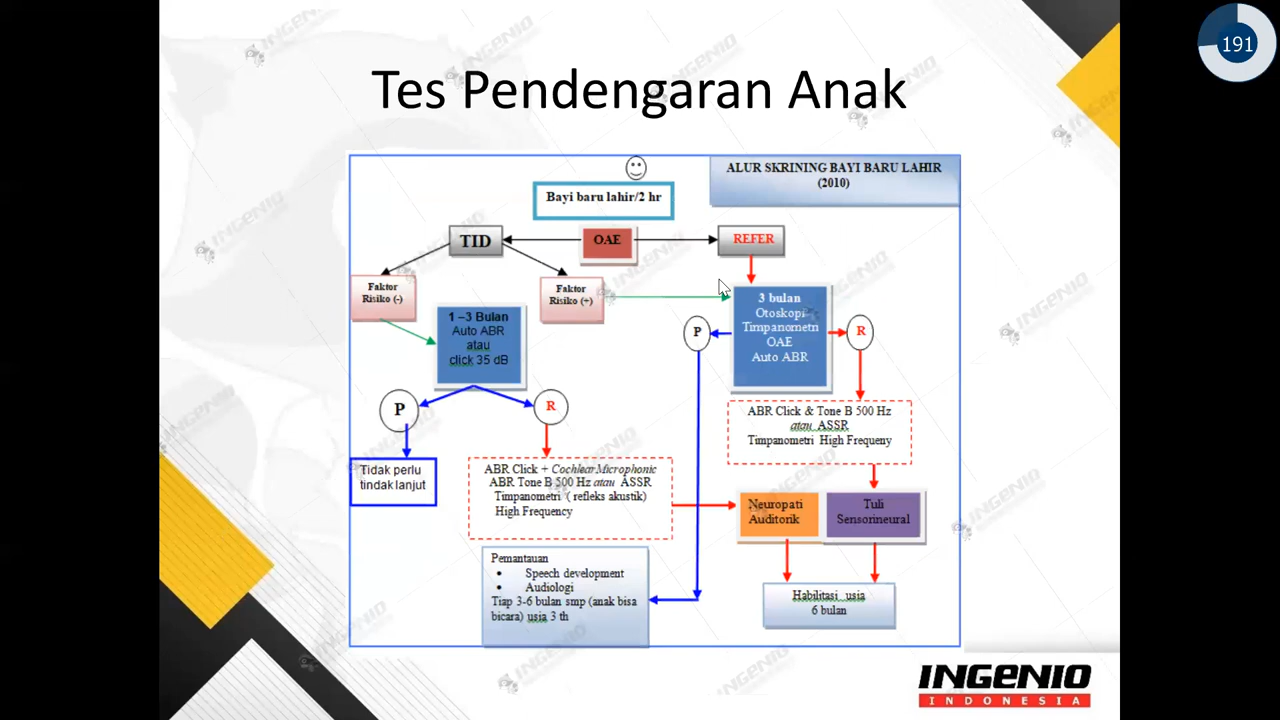 191
Tes Pendengaran Anak
ALUR SKRINING BAYI BARU LAHIR
(2010)
Bayi baru lahir/2 hr
TID
OAE
REFER
Faktor
Risiko (-)
Faktor
Risiko (+)
1 –3 Bulan
Auto ABR
atau
click 35 dB
3 bulan
Otoskopi
Timpanometri
OAE
Auto ABR
P
R
P
R
ABR Click & Tone B 500 Hz
atau ASSR
Timpanometri High Frequeny
Tidak perlu
tindak lanjut
ABR Click + Cochlear Microphonic
ABR Tone B 500 Hz atau ASSR
Timpanometri ( refleks akustik)
High Frequency
Neuropati
Auditorik
Tuli
Sensorineural
Pemantauan
• Speech development
• Audiologi
Tiap 3-6 bulan smp (anak bisa
bicara) usia 3 th
Habilitasi usia
6 bulan
INGENIO
INDONESIA